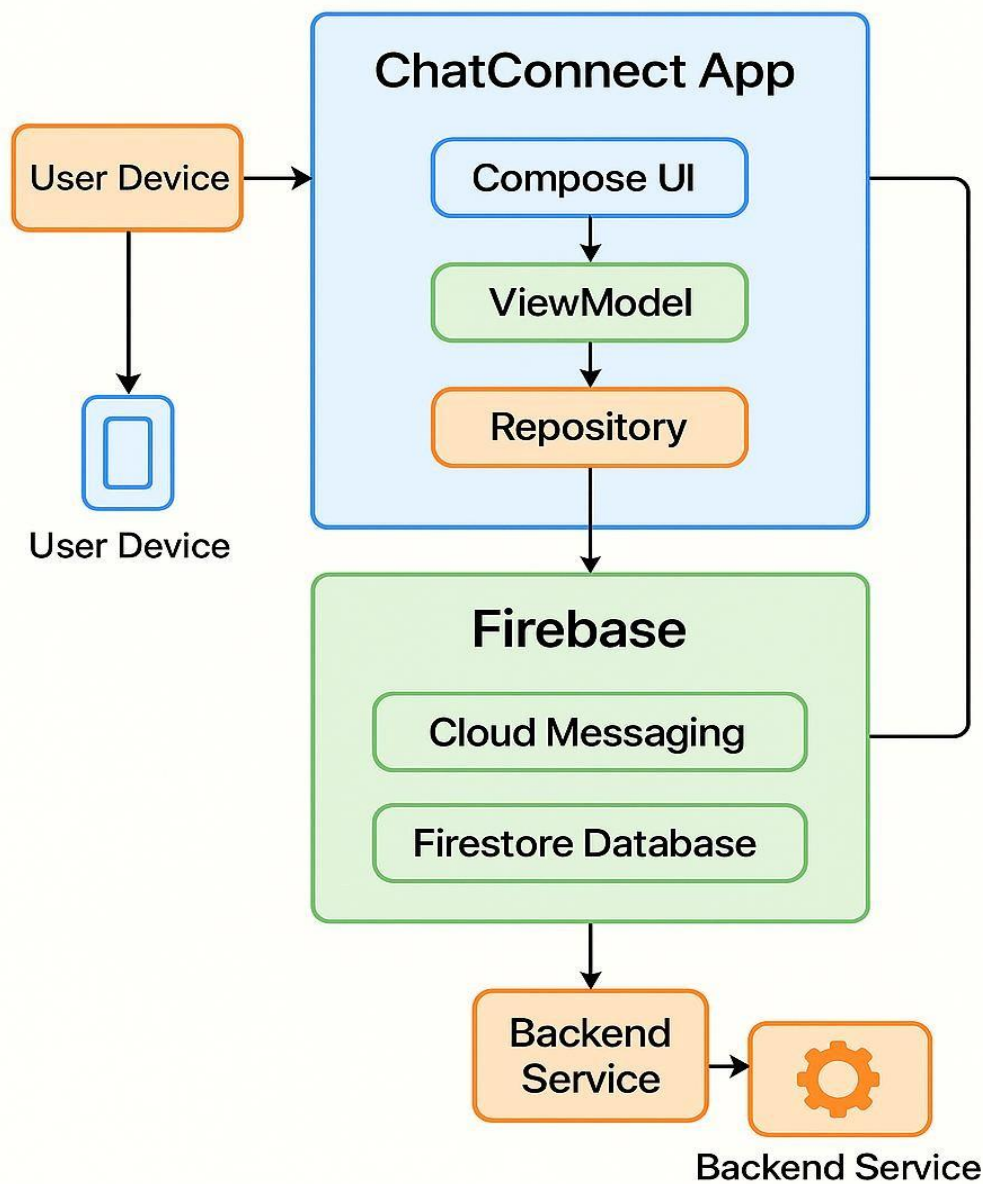 ChatConnect App
User Device
Compose UI
ViewModel
Repository
User Device
Firebase
Cloud Messaging
Firestore Database
Backend
Service
Backend Service